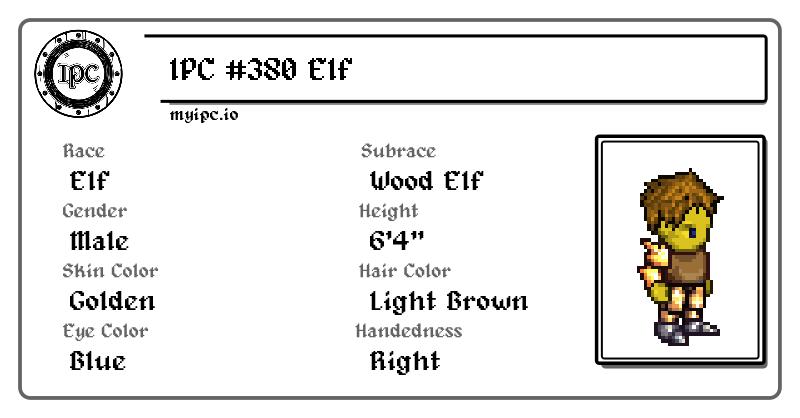 IPC
IPC #380 Elf
myipc.io
Race
Elf
Subrace
Wood Elf
Gender
Male
Height
6'4"
Skin Color
Golden
Hair Color
Light Brown
Eye Color
Blue
Handedness
Right